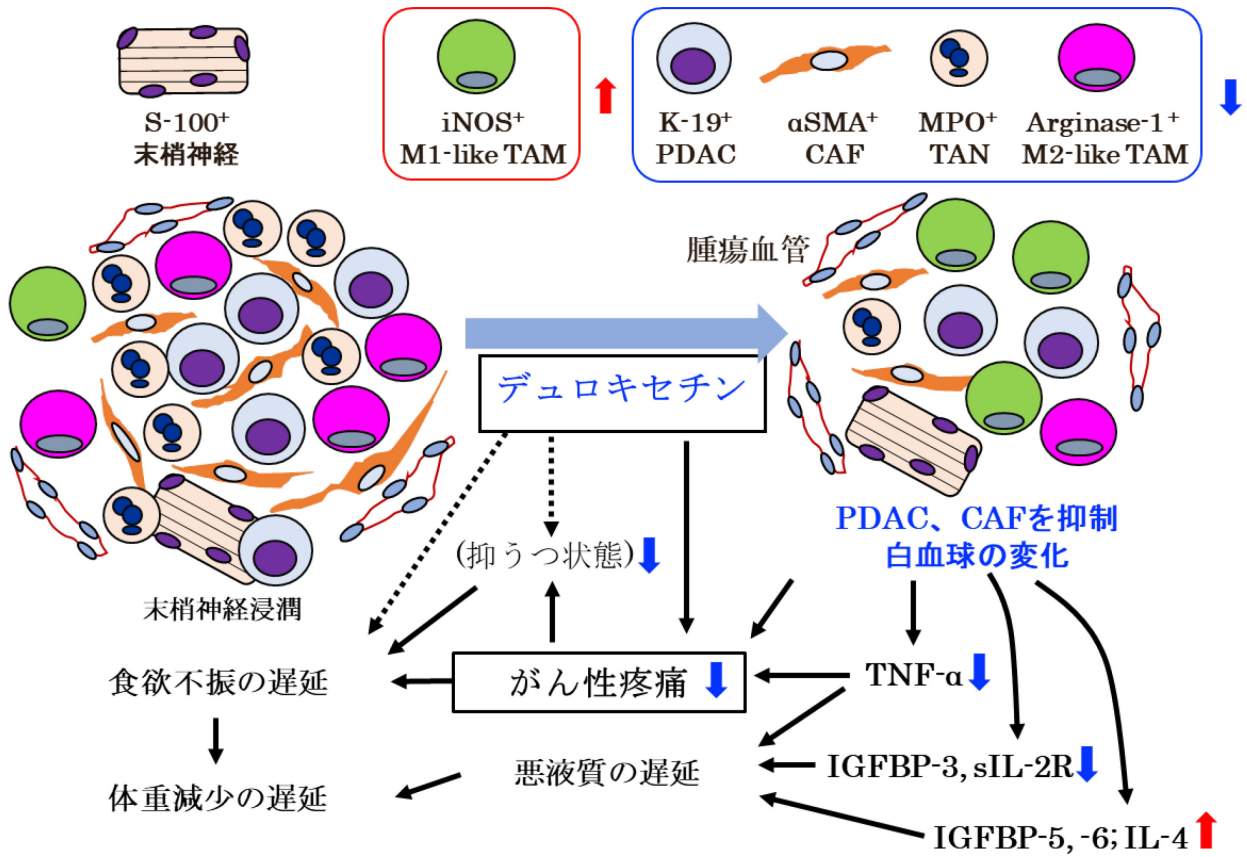 S-100⁺
末梢神経
iNOS⁺
M1-like TAM
K-19⁺
PDAC
αSMA⁺
CAF
MPO⁺
TAN
Arginase-1⁺
M2-like TAM
腫瘍血管
デュロキセチン
末梢神経浸潤
(抑うつ状態)
PDAC、CAFを抑制
白血球の変化
食欲不振の遅延
がん性疼痛
TNF-α
体重減少の遅延
悪液質の遅延
IGFBP-3, sIL-2R
IGFBP-5, -6; IL-4